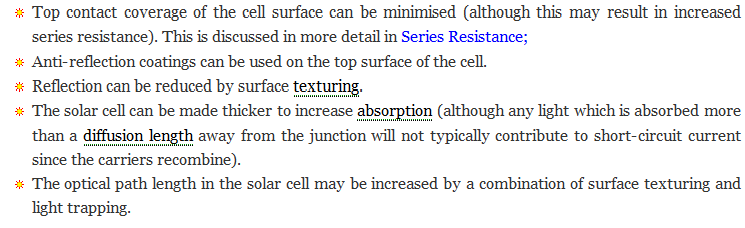 Top contact coverage of the cell surface can be minimised (although this may result in increased
series resistance). This is discussed in more detail in Series Resistance;
Anti-reflection coatings can be used on the top surface of the cell.
Reflection can be reduced by surface texturing.
The solar cell can be made thicker to increase absorption (although any light which is absorbed more
than a diffusion length away from the junction will not typically contribute to short-circuit current
since the carriers recombine).
The optical path length in the solar cell may be increased by a combination of surface texturing and
light trapping.